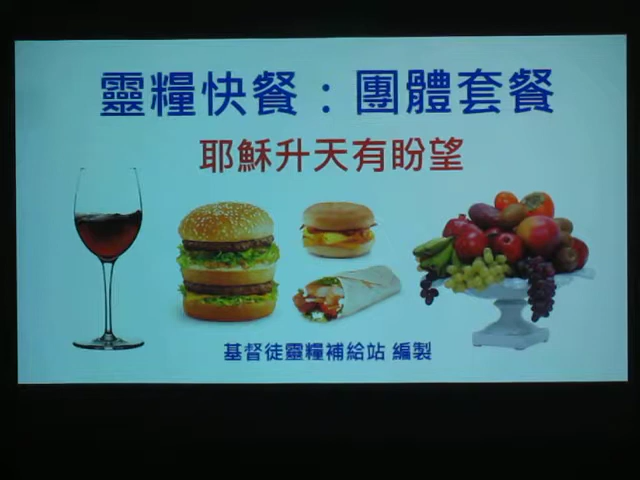 靈糧快餐：團體套餐
耶穌升天有盼望
基督徒靈糧補給站 編製